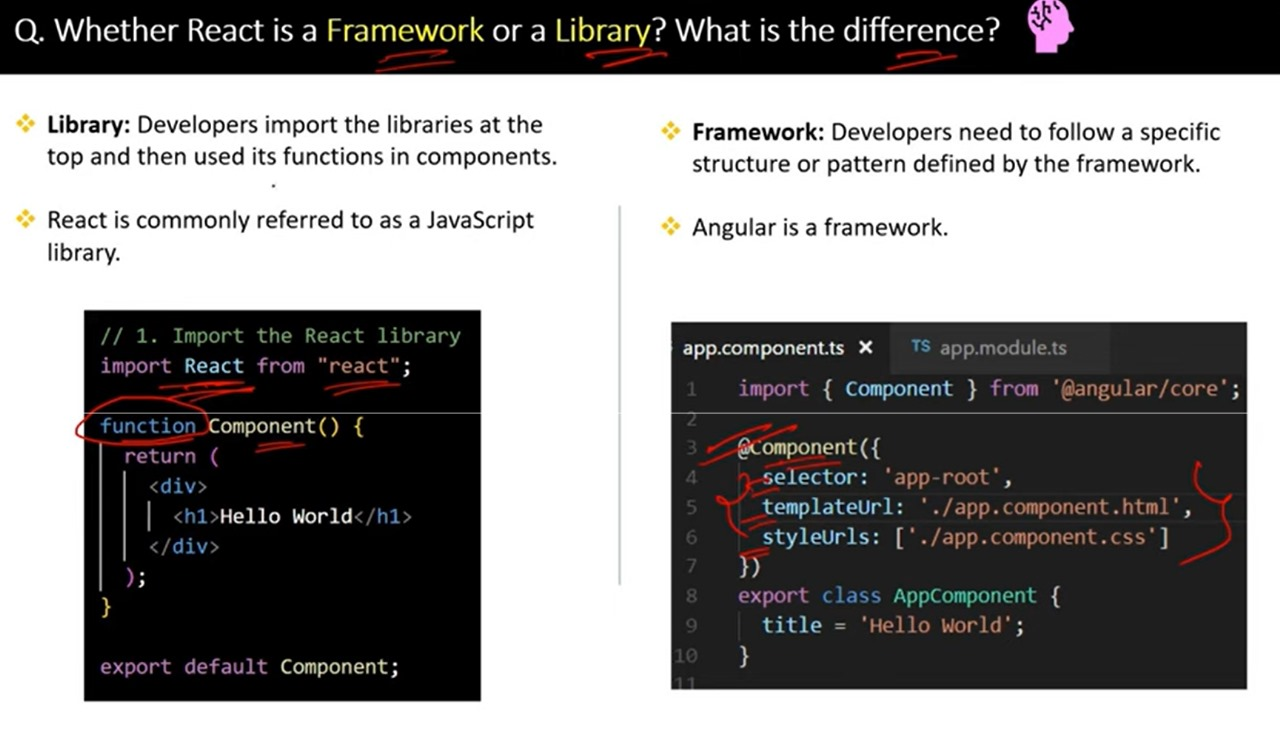 Q. Whether React is a Framework or a Library? What is the difference?
Library: Developers import the libraries at the
top and then used its functions in components.
React is commonly referred to as a JavaScript
library.
// 1. Import the React library
import React from "react";
function Component() {
return (
<div>
<h1>Hello World</h1>
</div>
);
}
export default Component;
Framework: Developers need to follow a specific
structure or pattern defined by the framework.
Angular is a framework.
app.component.ts ✕ TS app.module.ts
1 import { Component } from '@angular/core';
2
3 @Component({
4 selector: 'app-root',
5 templateUrl: './app.component.html',
6 styleUrls: ['./app.component.css']
7 })
8 export class AppComponent {
9 title = 'Hello World';
10 }
11